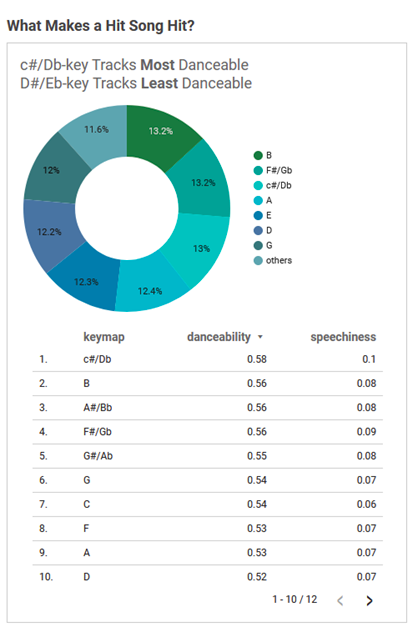 What Makes a Hit Song Hit?
c#/Db-key Tracks Most Danceable
D#/Eb-key Tracks Least Danceable
11.6%
13.2%
12%
13.2%
12.2%
13%
12.3%
12.4%
B
F#/Gb
c#/Db
A
E
D
G
others
keymap danceability speechiness
1. c#/Db 0.58 0.1
2. B 0.56 0.08
3. A#/Bb 0.56 0.08
4. F#/Gb 0.56 0.09
5. G#/Ab 0.55 0.08
6. G 0.54 0.07
7. C 0.54 0.06
8. F 0.53 0.07
9. A 0.53 0.07
10. D 0.52 0.07
1 - 10 / 12